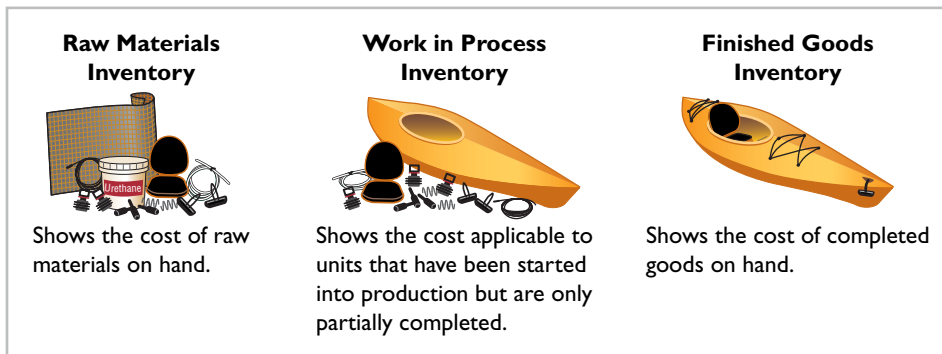 Raw Materials
Inventory
Urethane
Shows the cost of raw
materials on hand.
Work in Process
Inventory
Shows the cost applicable to
units that have been started
into production but are only
partially completed.
Finished Goods
Inventory
Shows the cost of completed
goods on hand.